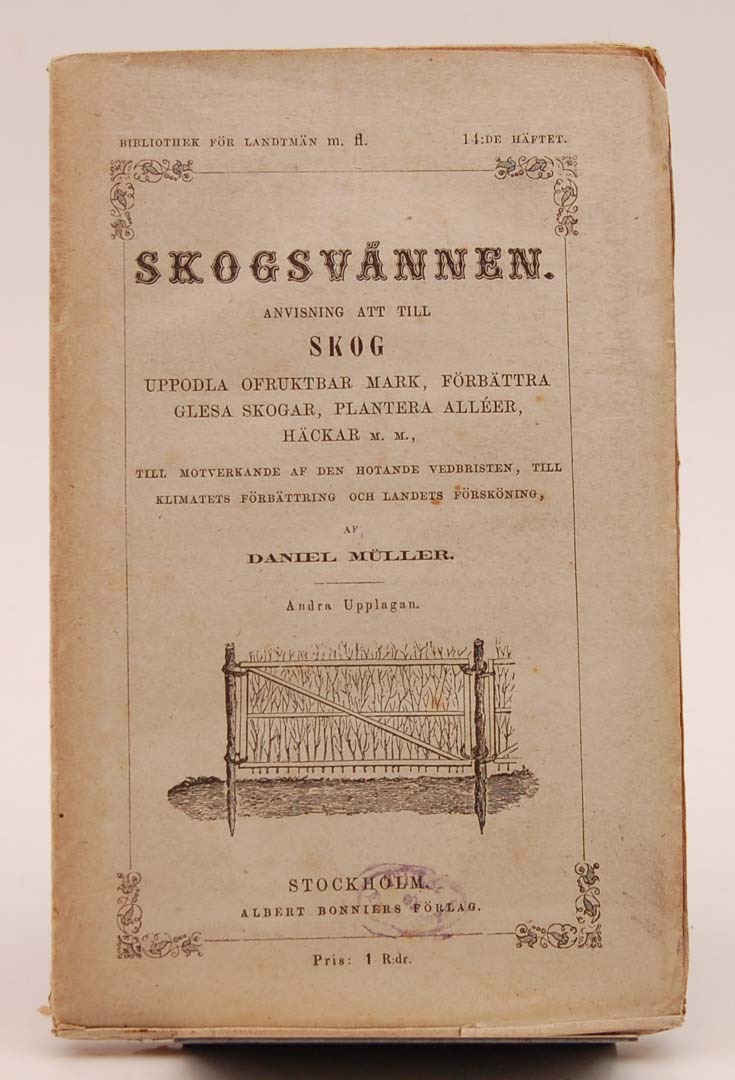 BIBLIOTHEK FÖR LANDTMÄN m. fl. 14:DE HÄFTET.
SKOGSVÄNNEN.
ANVISNING ATT TILL
SKOG
UPPODLA OFRUKTBAR MARK, FÖRBÄTTRA
GLESA SKOGAR, PLANTERA ALLÉER,
HÄCKAR M. M.,
TILL MOTVERKANDE AF DEN HOTANDE VEDBRISTEN, TILL
KLIMATETS FÖRBÄTTRING OCH LANDETS FÖRSKÖNING,
AF
DANIEL MÜLLER.
Andra Upplagan.
STOCKHOLM.
ALBERT BONNIERS FÖRLAG.
Pris: 1 R:dr.